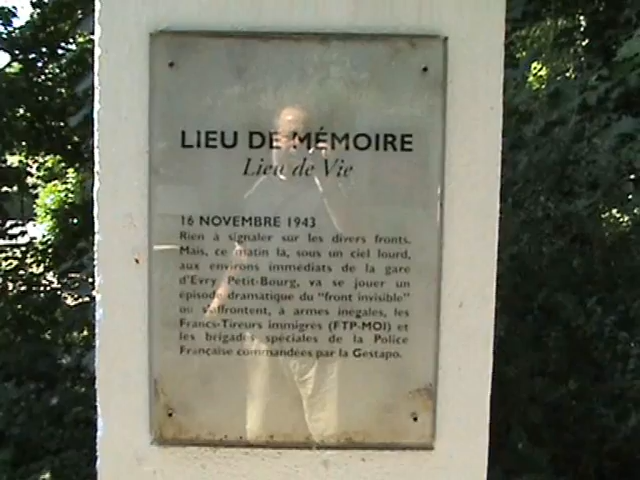 LIEU DE MÉMOIRE
Lieu de Vie
16 NOVEMBRE 1943
Rien à signaler sur les divers fronts.
Mais, ce matin là, sous un ciel lourd,
aux environs immédiats de la gare
d'Evry Petit-Bourg, va se jouer un
épisode dramatique du "front invisible"
ou s'affrontent, à armes inégales, les
Francs-Tireurs immigrés (FTP-MOI) et
les brigades spéciales de la Police
Française commandées par la Gestapo.